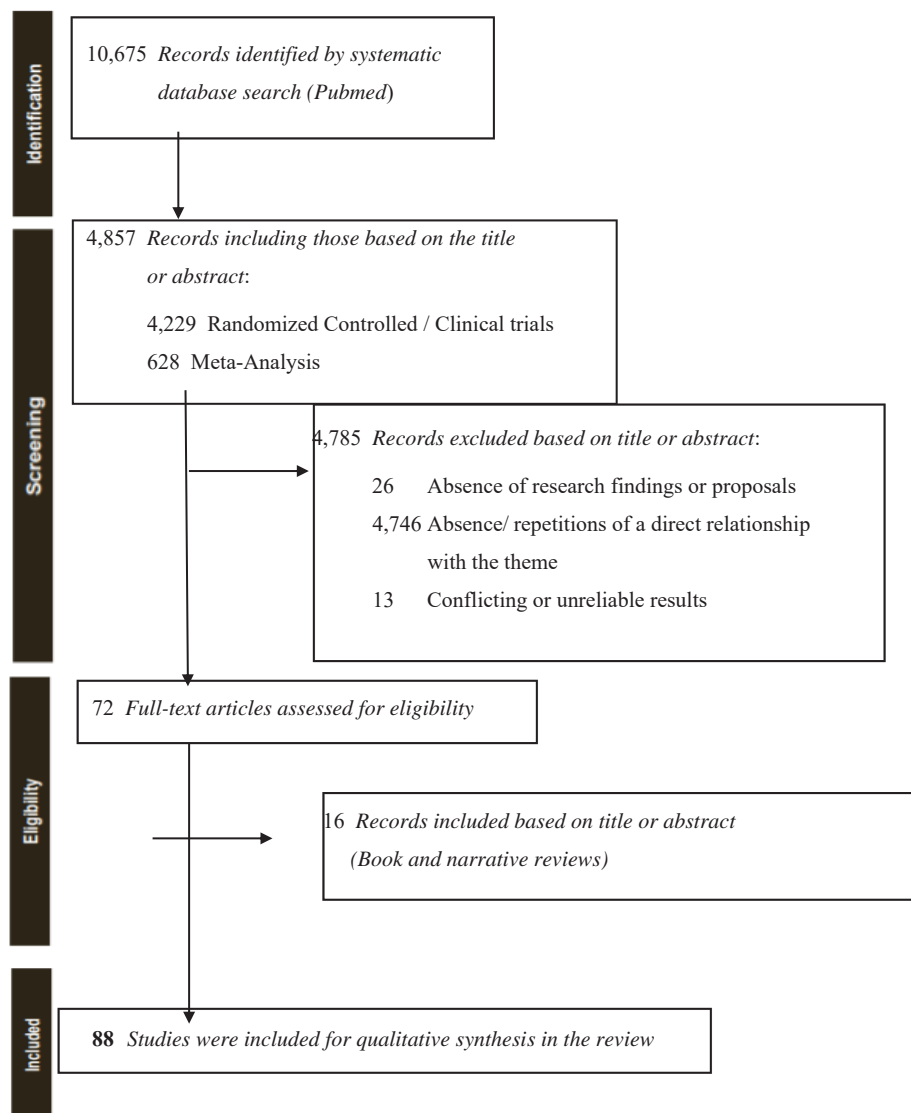 Identification
10,675 Records identified by systematic
database search (Pubmed)
Screening
4,857 Records including those based on the title
or abstract:
4,229 Randomized Controlled / Clinical trials
628 Meta-Analysis
4,785 Records excluded based on title or abstract:
26 Absence of research findings or proposals
4,746 Absence/ repetitions of a direct relationship
with the theme
13 Conflicting or unreliable results
Eligibility
72 Full-text articles assessed for eligibility
16 Records included based on title or abstract
(Book and narrative reviews)
Included
88 Studies were included for qualitative synthesis in the review